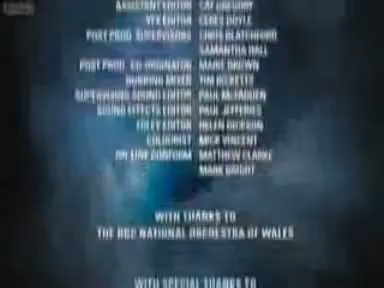 ASSISTANT EDITOR CAT GREGORY
VFX EDITOR CERES DOYLE
POST PROD. SUPERVISORS CHRIS BLATCHFORD
SAMANTHA HALL
POST PROD. CO-ORDINATOR MARIE BROWN
DUBBING MIXER TIM RICKETTS
SUPERVISING SOUND EDITOR PAUL McFADDEN
SOUND EFFECTS EDITOR PAUL JEFFERIES
FOLEY EDITOR HELEN DICKSON
COLOURIST MICK VINCENT
ON LINE CONFORM MATTHEW CLARKE
MARK BRIGHT
WITH THANKS TO
THE BBC NATIONAL ORCHESTRA OF WALES
WITH SPECIAL THANKS TO